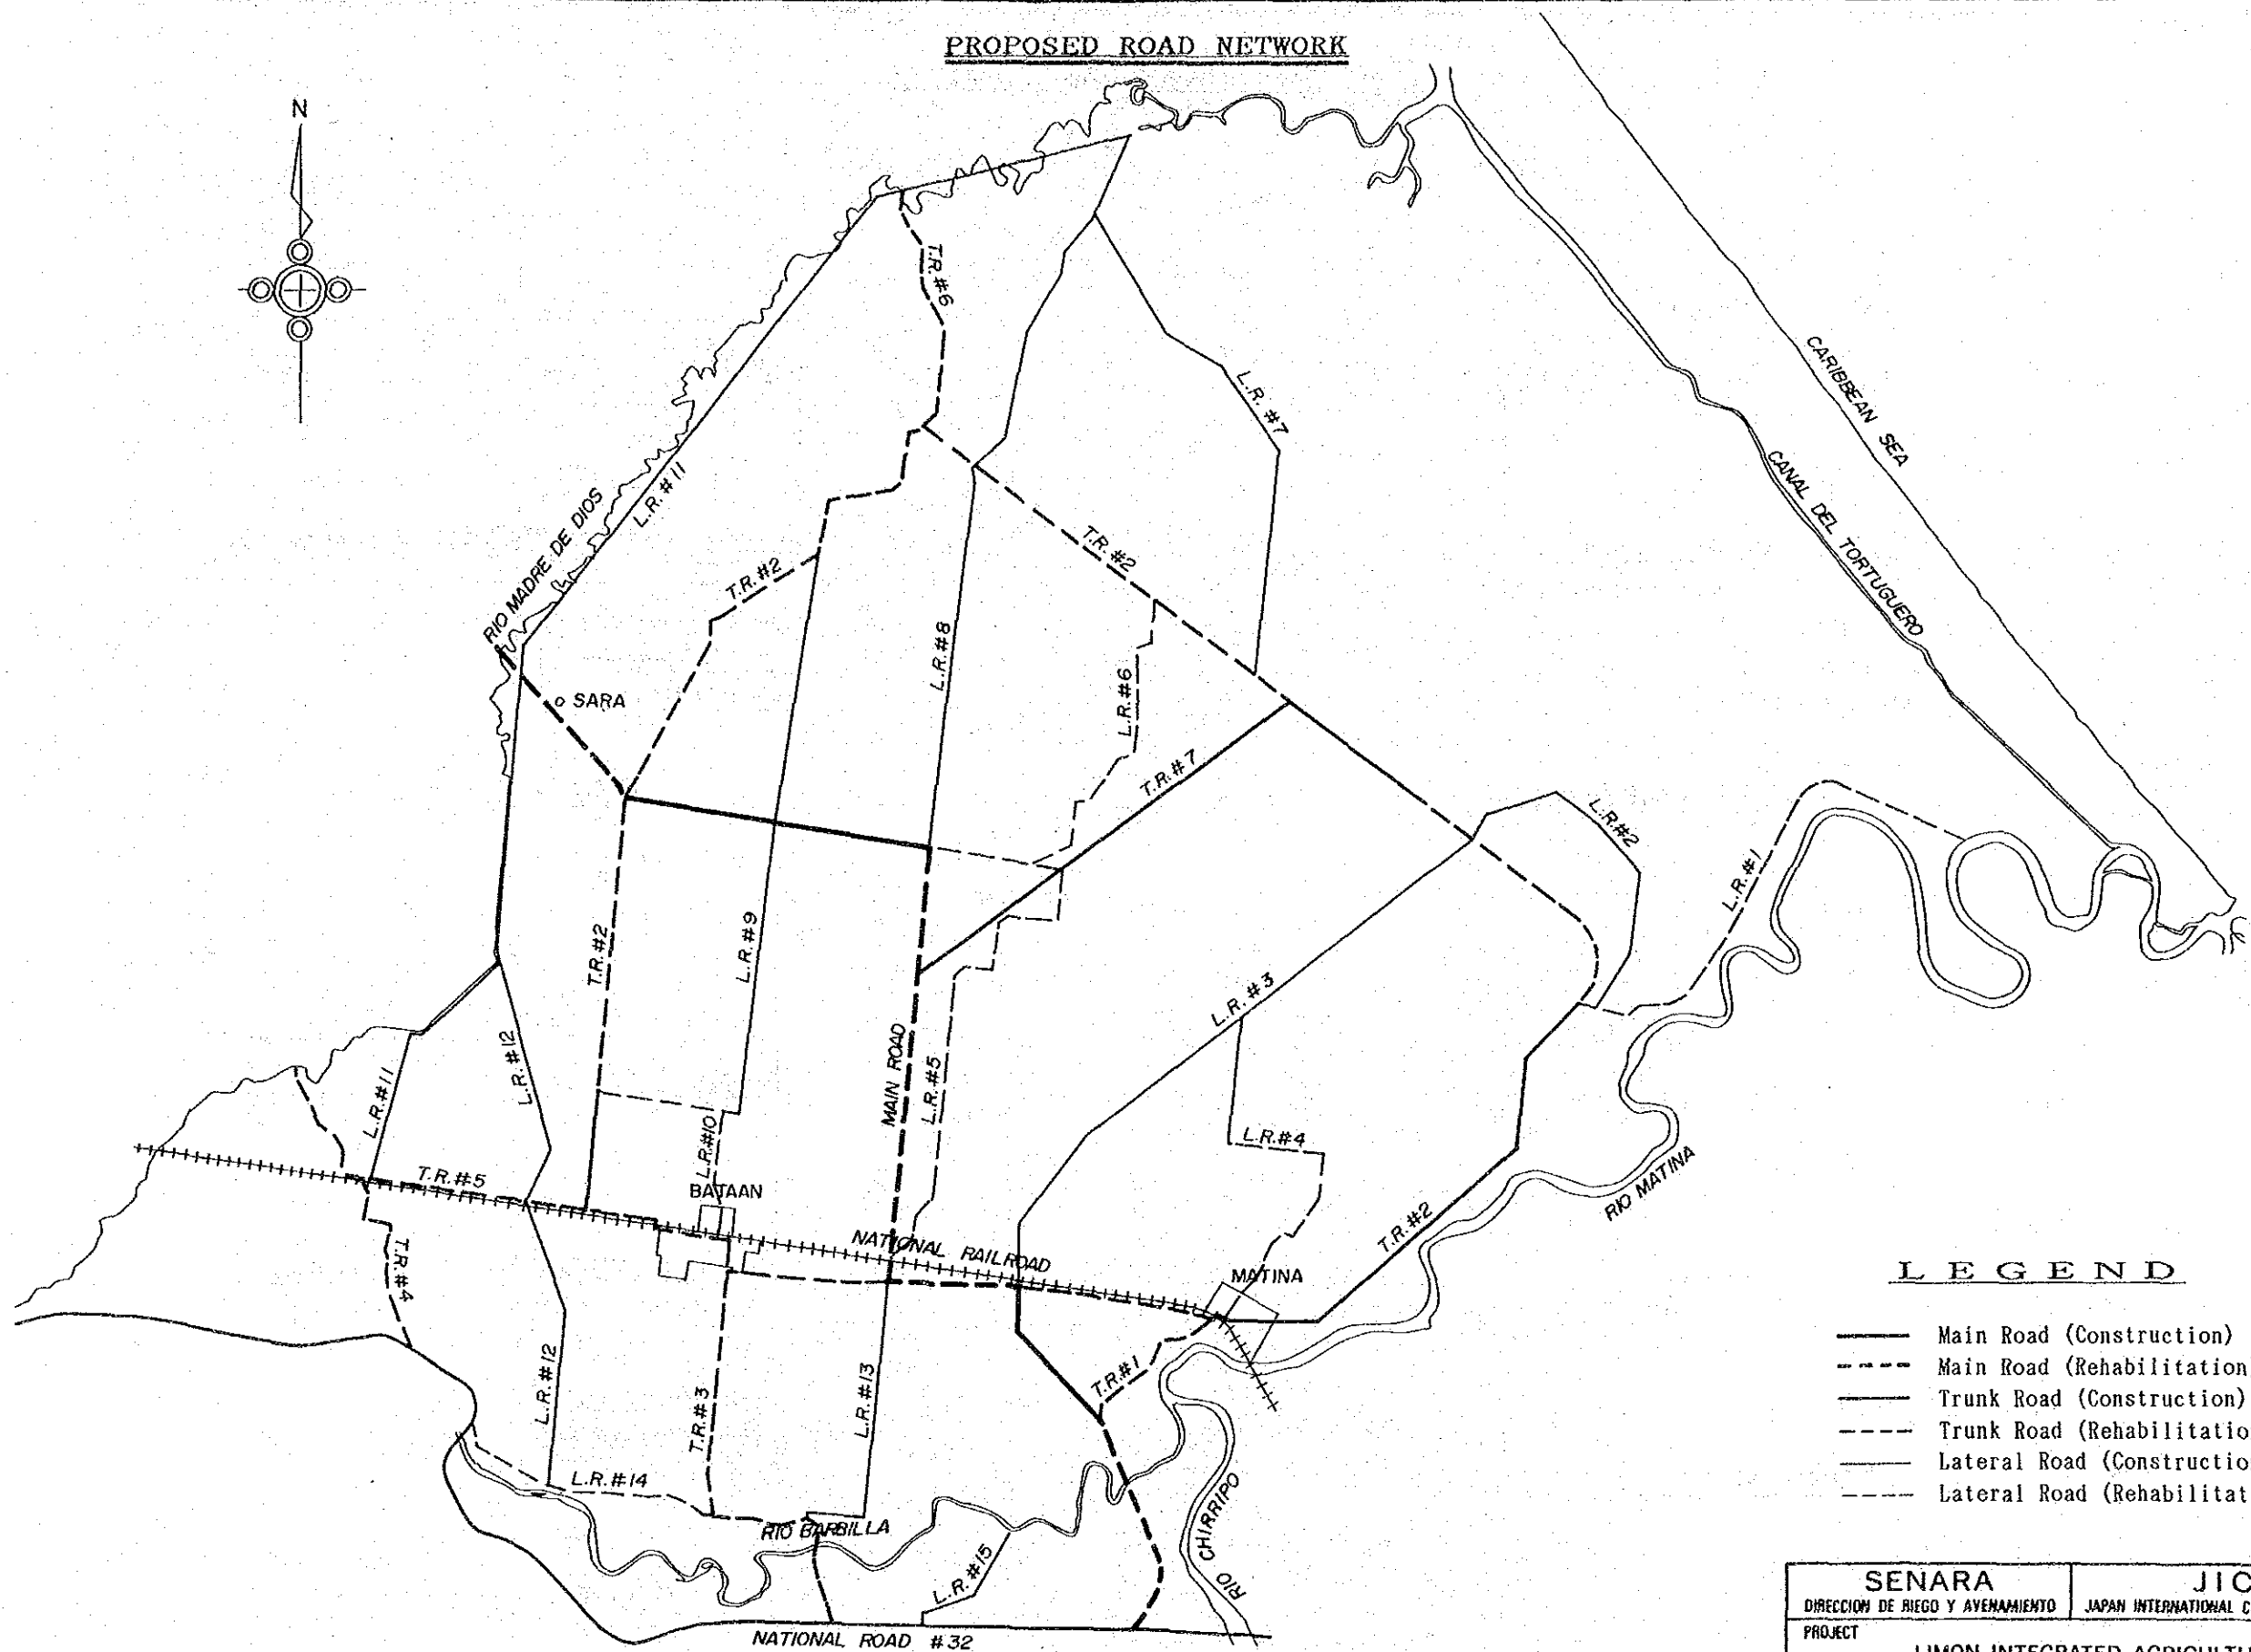 PROPOSED ROAD NETWORK
N
T.R.#6
L.R.#7
CARIBBEAN SEA
CANAL DEL TORTUGUERO
L.R.#11
RIO MADRE DE DIOS
T.R.#2
T.R.#2
L.R.#8
L.R.#6
SARA
T.R.#7
L.R.#2
L.R.#1
L.R.#9
T.R.#2
L.R.#3
MAIN ROAD
L.R.#5
L.R.#12
L.R.#11
L.R.#10
L.R.#4
T.R.#5
BATAAN
RIO MATINA
T.R.#2
NATIONAL RAILROAD
MATINA
T.R.#4
L.R.#12
T.R.#3
L.R.#13
T.R.#1
L.R.#14
RIO BARBILLA
L.R.#15
RIO CHIRRIPO
NATIONAL ROAD #32
LEGEND
Main Road (Construction)
Main Road (Rehabilitation
Trunk Road (Construction)
Trunk Road (Rehabilitatio
Lateral Road (Constructio
Lateral Road (Rehabilitat
SENARA
DIRECCION DE RIEGO Y AVENAMIENTO
JIC
JAPAN INTERNATIONAL C
PROJECT
LIMON INTEGRATED AGRICULTU